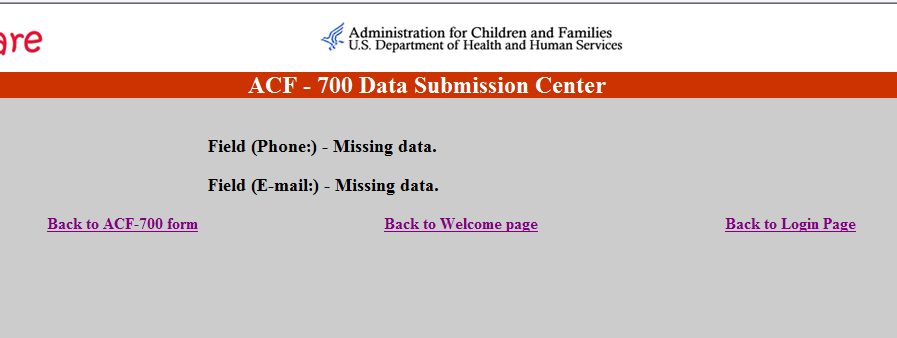 are
Administration for Children and Families
U.S. Department of Health and Human Services
ACF - 700 Data Submission Center
Field (Phone:) - Missing data.
Field (E-mail:) - Missing data.
Back to ACF-700 form Back to Welcome page Back to Login Page